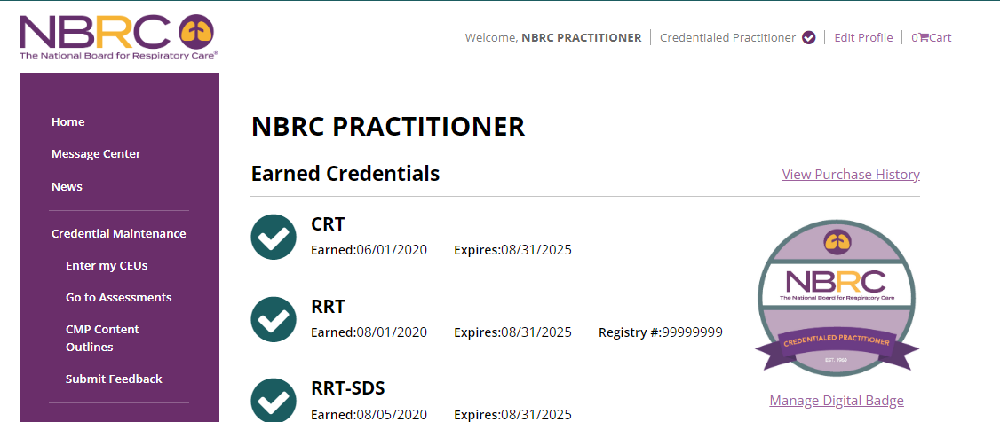 NBRC
The National Board for Respiratory Care®
Welcome, NBRC PRACTITIONER
Credentialed Practitioner
Edit Profile
0 Cart
Home
Message Center
News
Credential Maintenance
Enter my CEUs
Go to Assessments
CMP Content
Outlines
Submit Feedback
NBRC PRACTITIONER
Earned Credentials
View Purchase History
CRT
Earned:06/01/2020 Expires:08/31/2025
RRT
Earned:08/01/2020 Expires:08/31/2025 Registry #:99999999
RRT-SDS
Earned:08/05/2020 Expires:08/31/2025
NBRC
The National Board for Respiratory Care
CREDENTIALED PRACTITIONER
EST. 1960
Manage Digital Badge